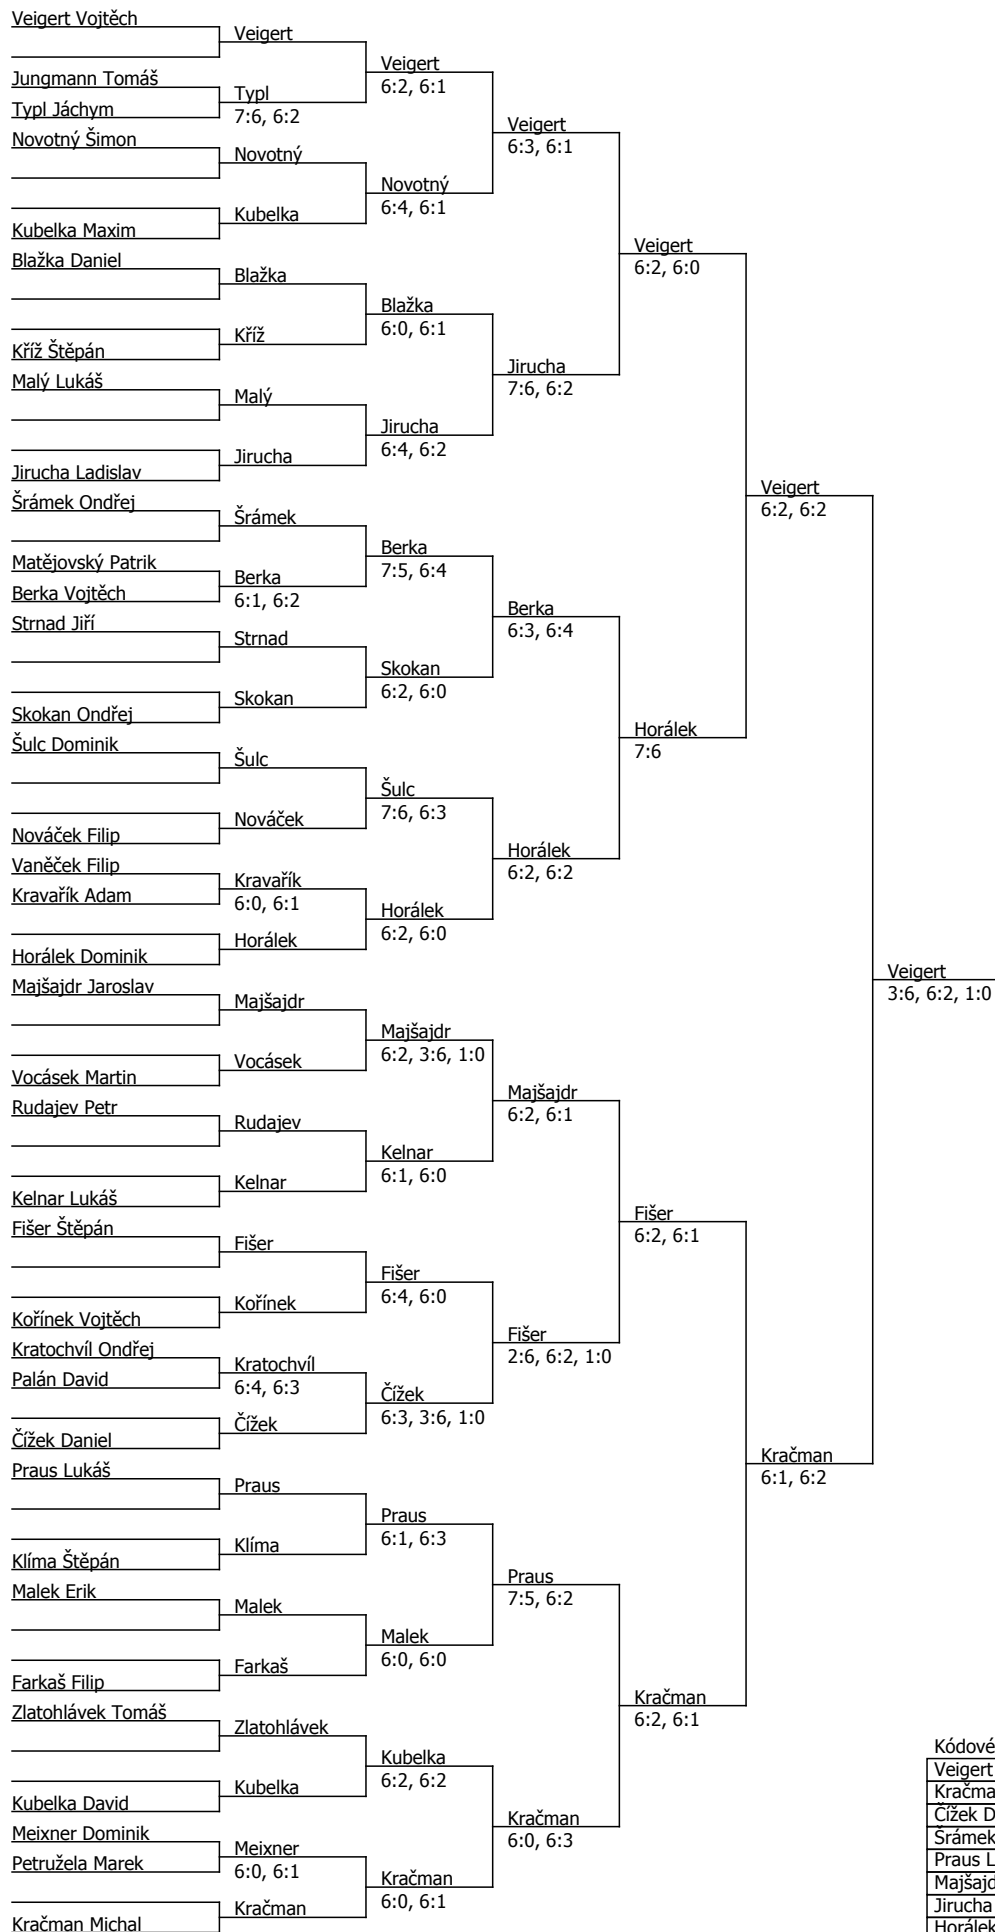 Veigert Vojtěch
Jungmann Tomáš
Typl Jáchym
Novotný Šimon
Kubelka Maxim
Blažka Daniel
Kříž Štěpán
Malý Lukáš
Jirucha Ladislav
Šrámek Ondřej
Matějovský Patrik
Berka Vojtěch
Strnad Jiří
Skokan Ondřej
Šulc Dominik
Nováček Filip
Vaněček Filip
Kravařík Adam
Horálek Dominik
Majšajdr Jaroslav
Vocásek Martin
Rudajev Petr
Kelnar Lukáš
Fišer Štěpán
Kořínek Vojtěch
Kratochvíl Ondřej
Palán David
Čížek Daniel
Praus Lukáš
Klíma Štěpán
Malek Erik
Farkaš Filip
Zlatohlávek Tomáš
Kubelka David
Meixner Dominik
Petružela Marek
Kračman Michal
Veigert
Typl
7:6, 6:2
Novotný
Kubelka
Blažka
Kříž
Malý
Jirucha
Šrámek
Berka
6:1, 6:2
Strnad
Skokan
Šulc
Nováček
Kravařík
6:0, 6:1
Horálek
Majšajdr
Vocásek
Rudajev
Kelnar
Fišer
Kořínek
Kratochvíl
6:4, 6:3
Čížek
Praus
Klíma
Malek
Farkaš
Zlatohlávek
Kubelka
Meixner
6:0, 6:1
Kračman
Veigert
6:2, 6:1
Novotný
6:4, 6:1
Blažka
6:0, 6:1
Jirucha
6:4, 6:2
Berka
7:5, 6:4
Skokan
6:2, 6:0
Šulc
7:6, 6:3
Horálek
6:2, 6:0
Majšajdr
6:2, 3:6, 1:0
Kelnar
6:1, 6:0
Fišer
6:4, 6:0
Čížek
6:3, 3:6, 1:0
Praus
6:1, 6:3
Malek
6:0, 6:0
Kubelka
6:2, 6:2
Kračman
6:0, 6:1
Veigert
6:3, 6:1
Jirucha
7:6, 6:2
Berka
6:3, 6:4
Horálek
6:2, 6:2
Majšajdr
6:2, 6:1
Fišer
2:6, 6:2, 1:0
Praus
7:5, 6:2
Kračman
6:0, 6:3
Veigert
6:2, 6:0
Horálek
7:6
Fišer
6:2, 6:1
Kračman
6:2, 6:1
Veigert
6:2, 6:2
Kračman
6:1, 6:2
Veigert
3:6, 6:2, 1:0
Kódové
Veigert
Kračma
Čížek D
Šrámek
Praus L
Majšajd
Jirucha
Horálek